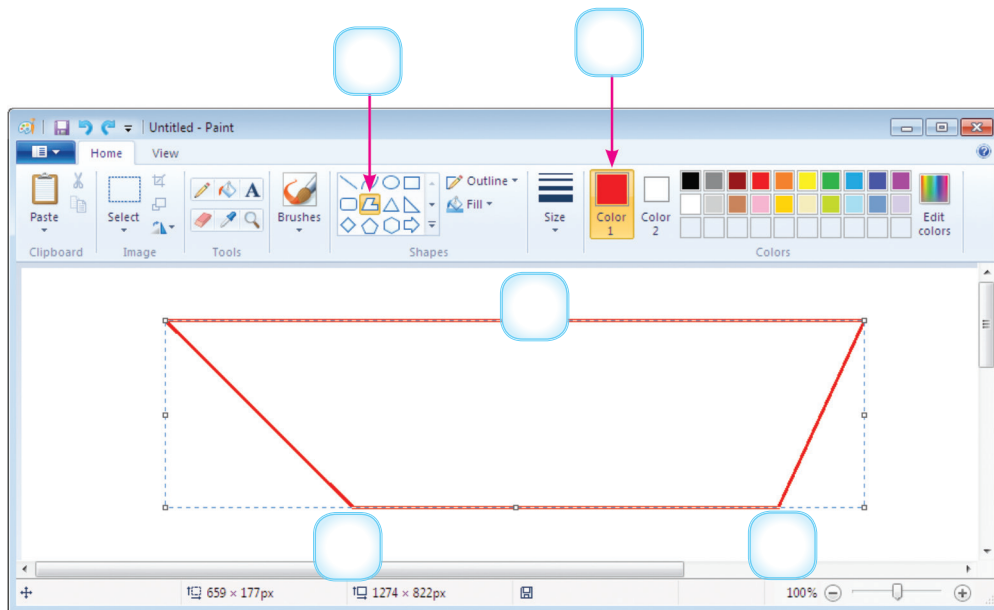 Untitled - Paint
Home View
Paste
Select
A
Brushes
Outline
Fill
Size
Color 1
Color 2
Edit colors
Clipboard
Image
Tools
Shapes
Colors
659 × 177px
1274 × 822px
100%